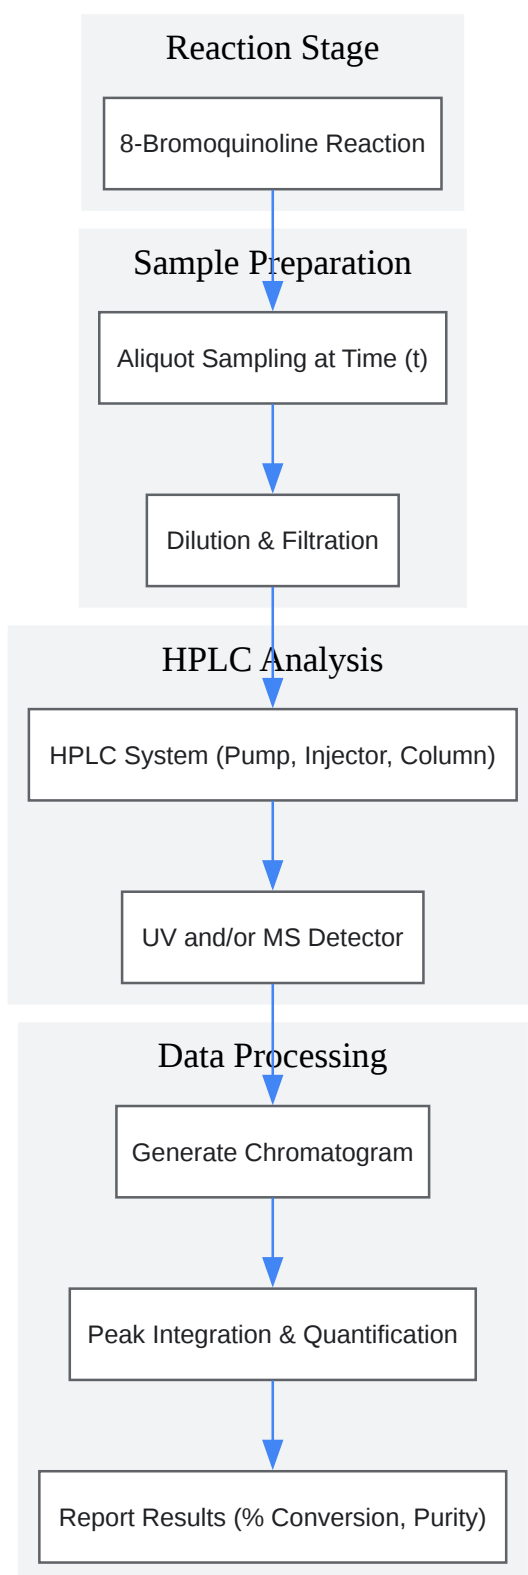 Reaction Stage
8-Bromoquinoline Reaction
Sample Preparation
Aliquot Sampling at Time (t)
Dilution & Filtration
HPLC Analysis
HPLC System (Pump, Injector, Column)
UV and/or MS Detector
Data Processing
Generate Chromatogram
Peak Integration & Quantification
Report Results (% Conversion, Purity)